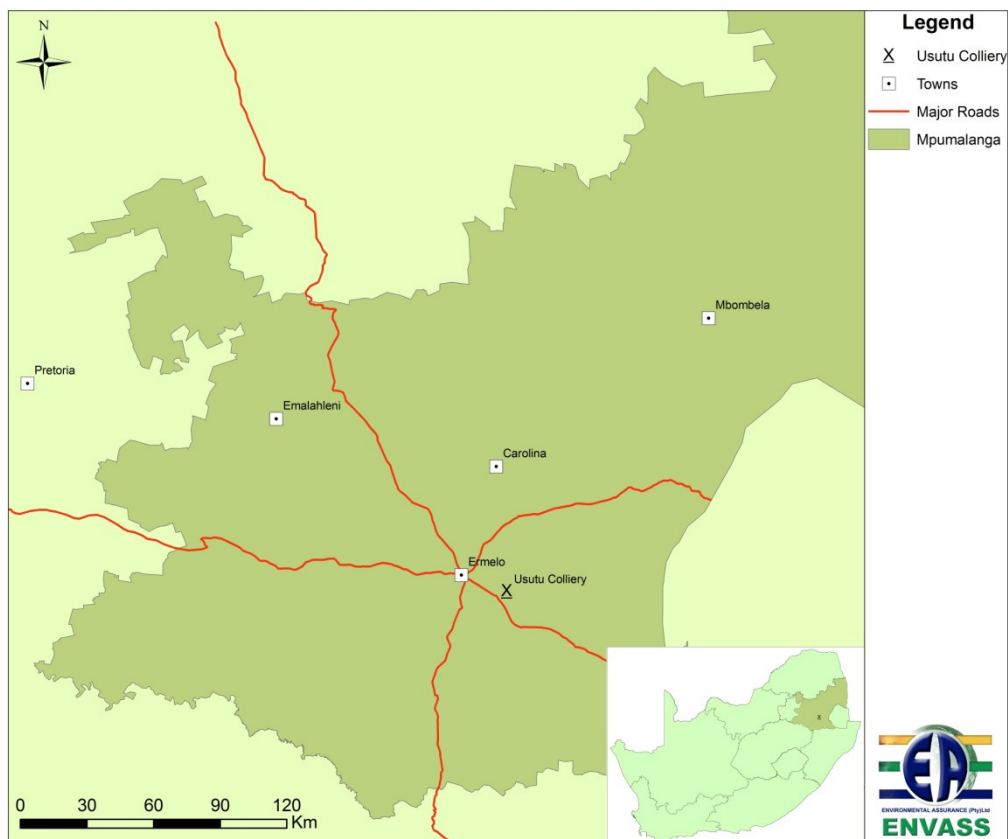 N
Legend
X Usutu Colliery
Towns
Major Roads
Mpumalanga
Mbombela
Pretoria
Emalahleni
Carolina
Ermelo
Usutu Colliery
X
x
0 30 60 90 120
Km
EA
ENVIRONMENTAL ASSURANCE (Pty)Ltd
ENVASS